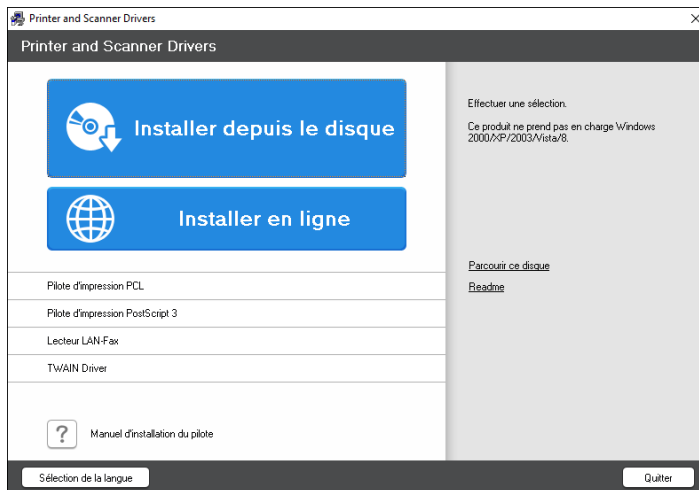 Printer and Scanner Drivers
Printer and Scanner Drivers
Installer depuis le disque
Installer en ligne
Pilote d'impression PCL
Pilote d'impression PostScript 3
Lecteur LAN-Fax
TWAIN Driver
? Manuel d'installation du pilote
Effectuer une sélection.
Ce produit ne prend pas en charge Windows
2000/XP/2003/Vista/8.
Parcourir ce disque
Readme
Sélection de la langue
Quitter